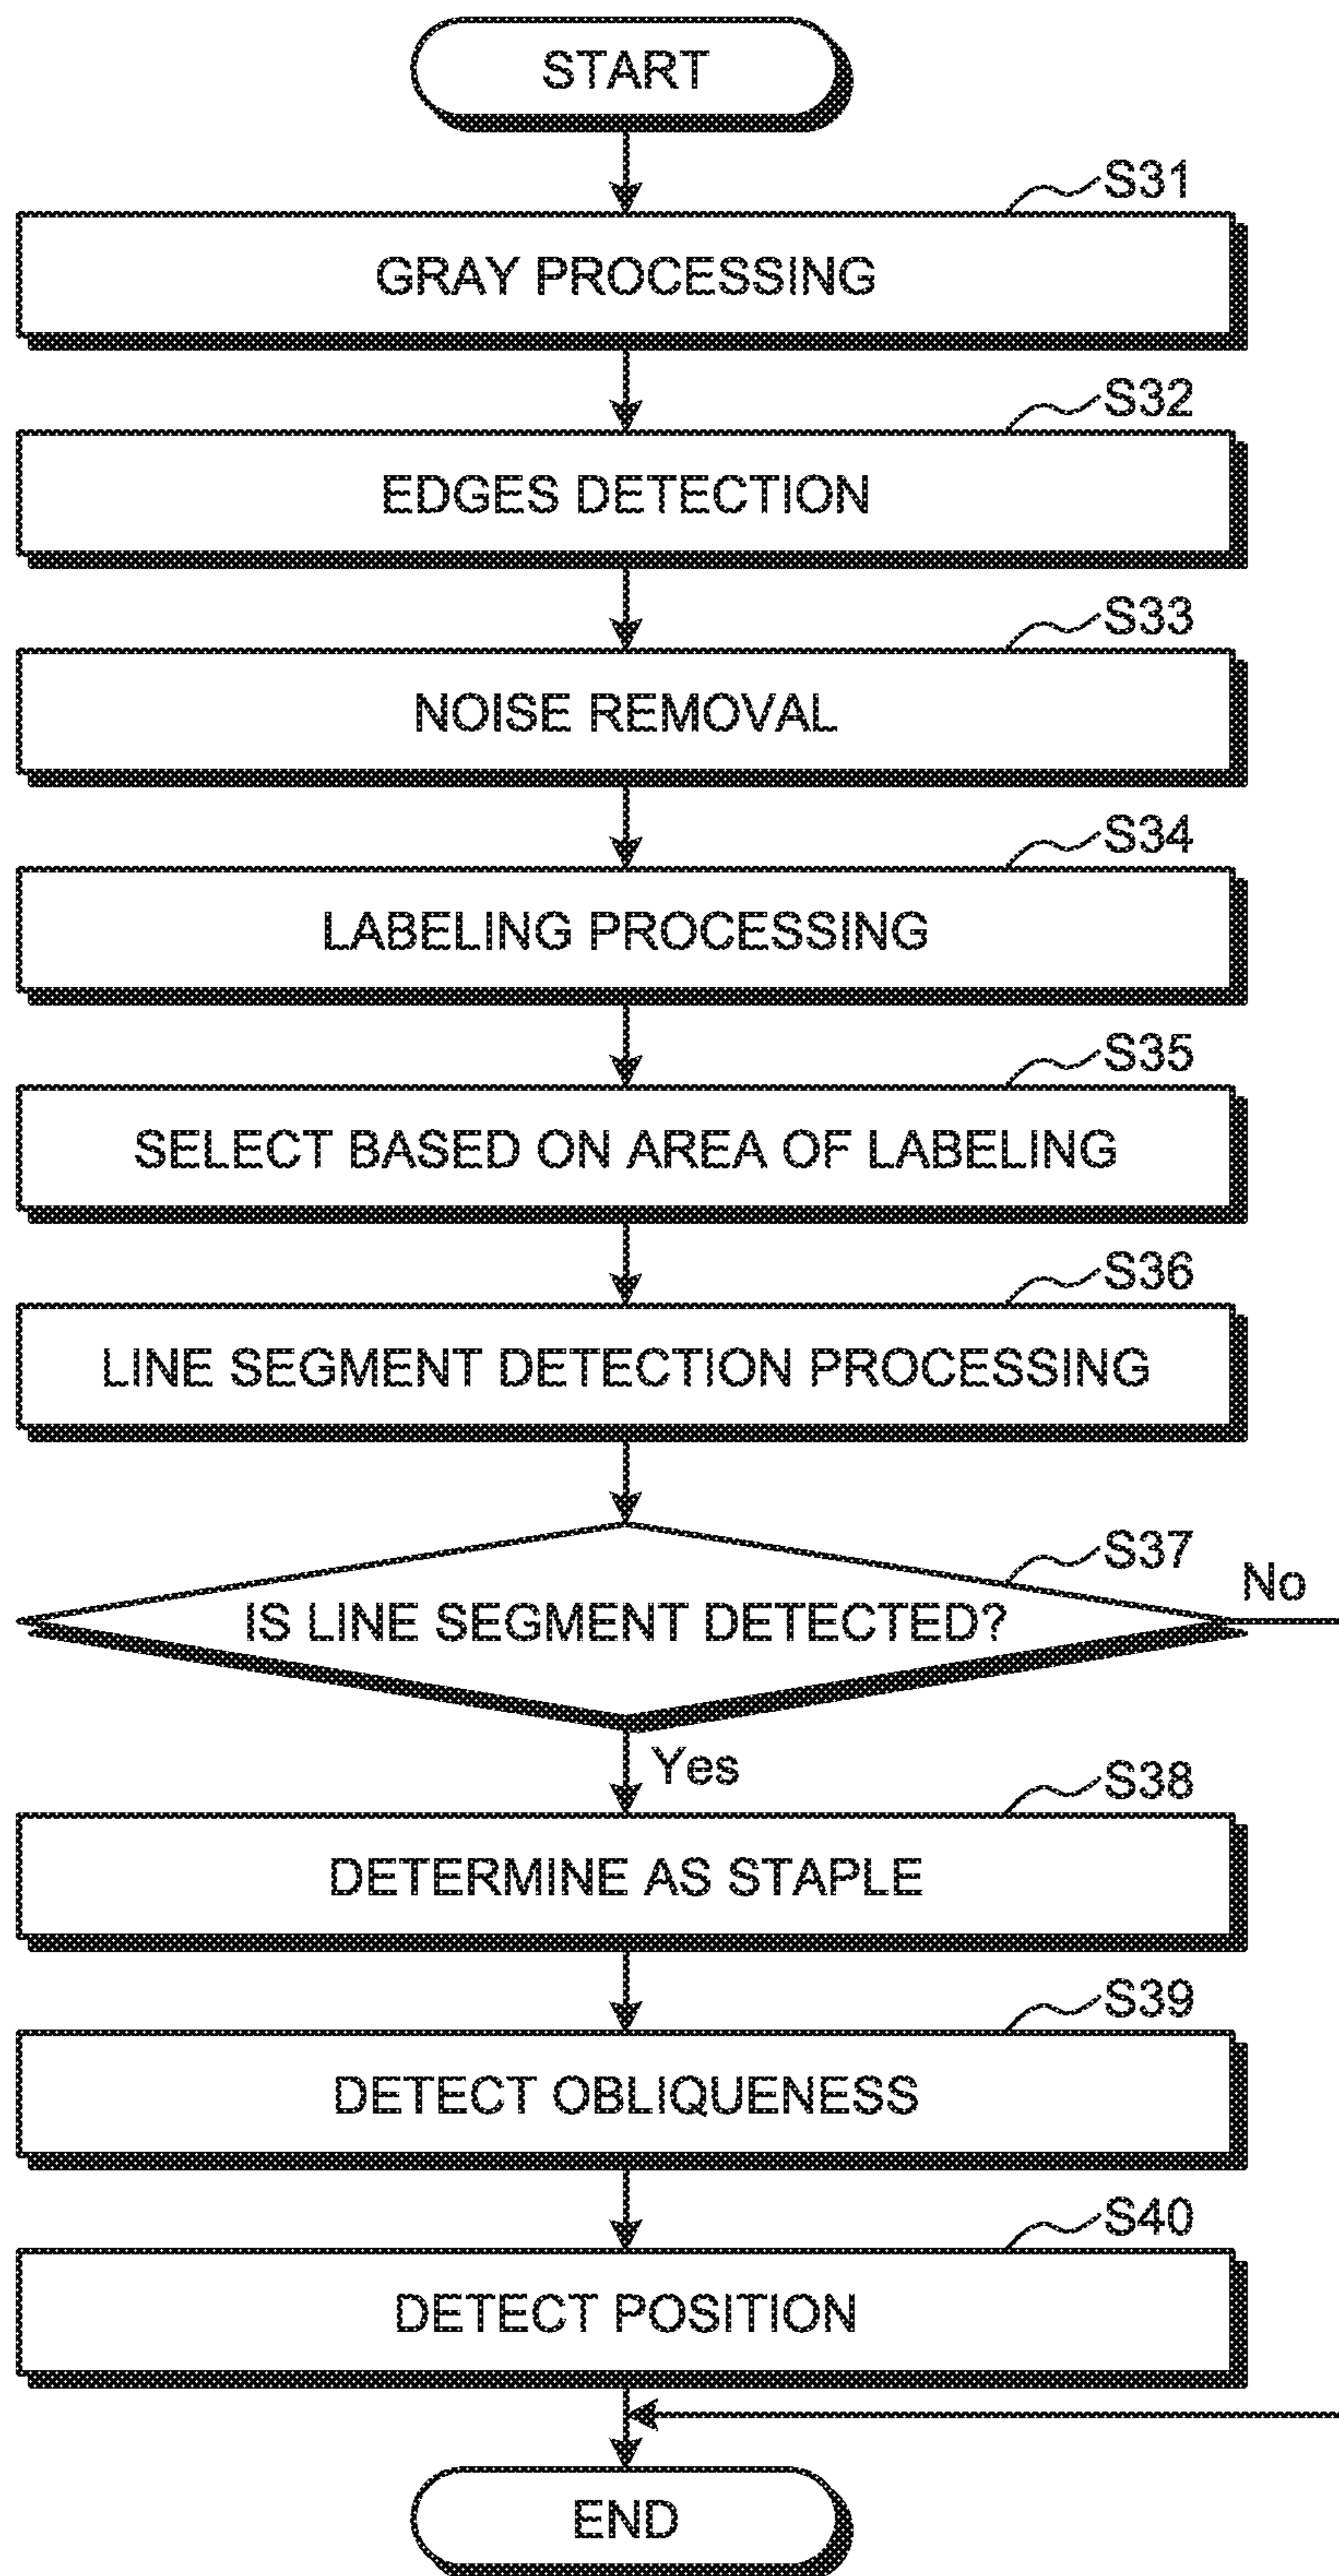 START
S31
GRAY PROCESSING
S32
EDGES DETECTION
S33
NOISE REMOVAL
S34
LABELING PROCESSING
S35
SELECT BASED ON AREA OF LABELING
S36
LINE SEGMENT DETECTION PROCESSING
S37
No
IS LINE SEGMENT DETECTED?
Yes
S38
DETERMINE AS STAPLE
S39
DETECT OBLIQUENESS
S40
DETECT POSITION
END